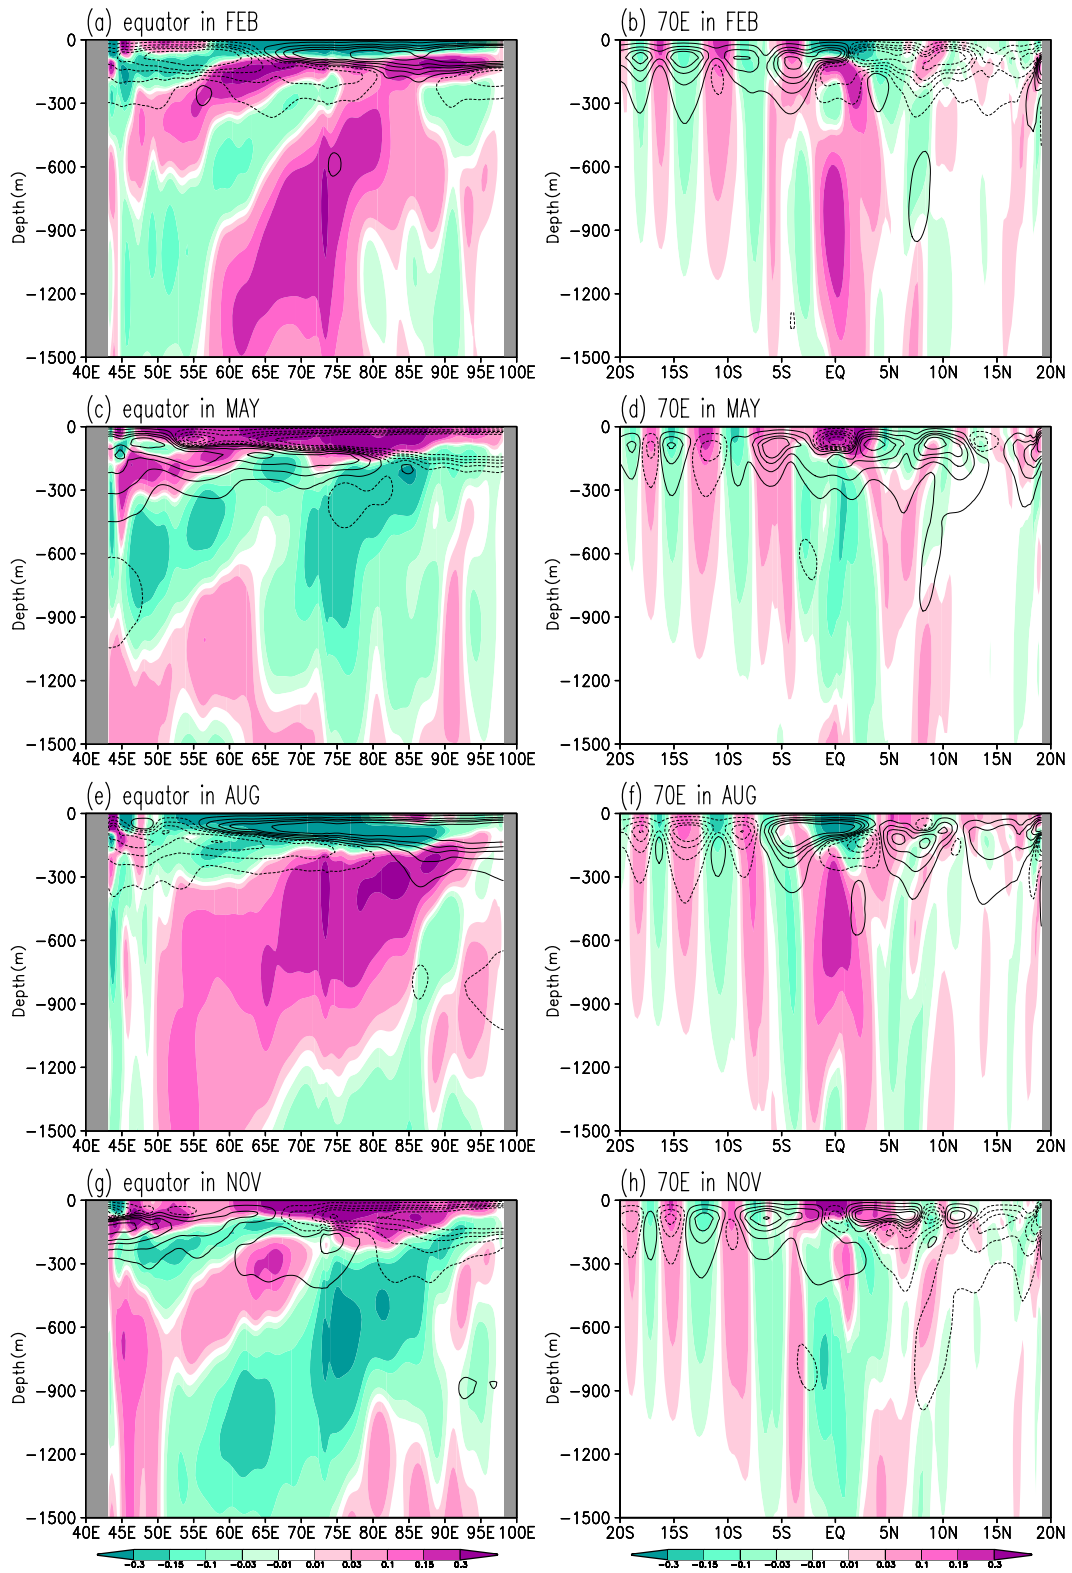 (a) equator in FEB
(b) 70E in FEB
0
−300
−600
−900
−1200
−1500
Depth(m)
40E 45E 50E 55E 60E 65E 70E 75E 80E 85E 90E 95E 100E
0
−300
−600
−900
−1200
−1500
Depth(m)
20S 15S 10S 5S EQ 5N 10N 15N 20N
(c) equator in MAY
(d) 70E in MAY
0
−300
−600
−900
−1200
−1500
Depth(m)
40E 45E 50E 55E 60E 65E 70E 75E 80E 85E 90E 95E 100E
0
−300
−600
−900
−1200
−1500
Depth(m)
20S 15S 10S 5S EQ 5N 10N 15N 20N
(e) equator in AUG
(f) 70E in AUG
0
−300
−600
−900
−1200
−1500
Depth(m)
40E 45E 50E 55E 60E 65E 70E 75E 80E 85E 90E 95E 100E
0
−300
−600
−900
−1200
−1500
Depth(m)
20S 15S 10S 5S EQ 5N 10N 15N 20N
(g) equator in NOV
(h) 70E in NOV
0
−300
−600
−900
−1200
−1500
Depth(m)
40E 45E 50E 55E 60E 65E 70E 75E 80E 85E 90E 95E 100E
0
−300
−600
−900
−1200
−1500
Depth(m)
20S 15S 10S 5S EQ 5N 10N 15N 20N
−0.3 −0.15 −0.1 −0.03 −0.01 0.01 0.03 0.1 0.15 0.3
−0.3 −0.15 −0.1 −0.03 −0.01 0.01 0.03 0.1 0.15 0.3